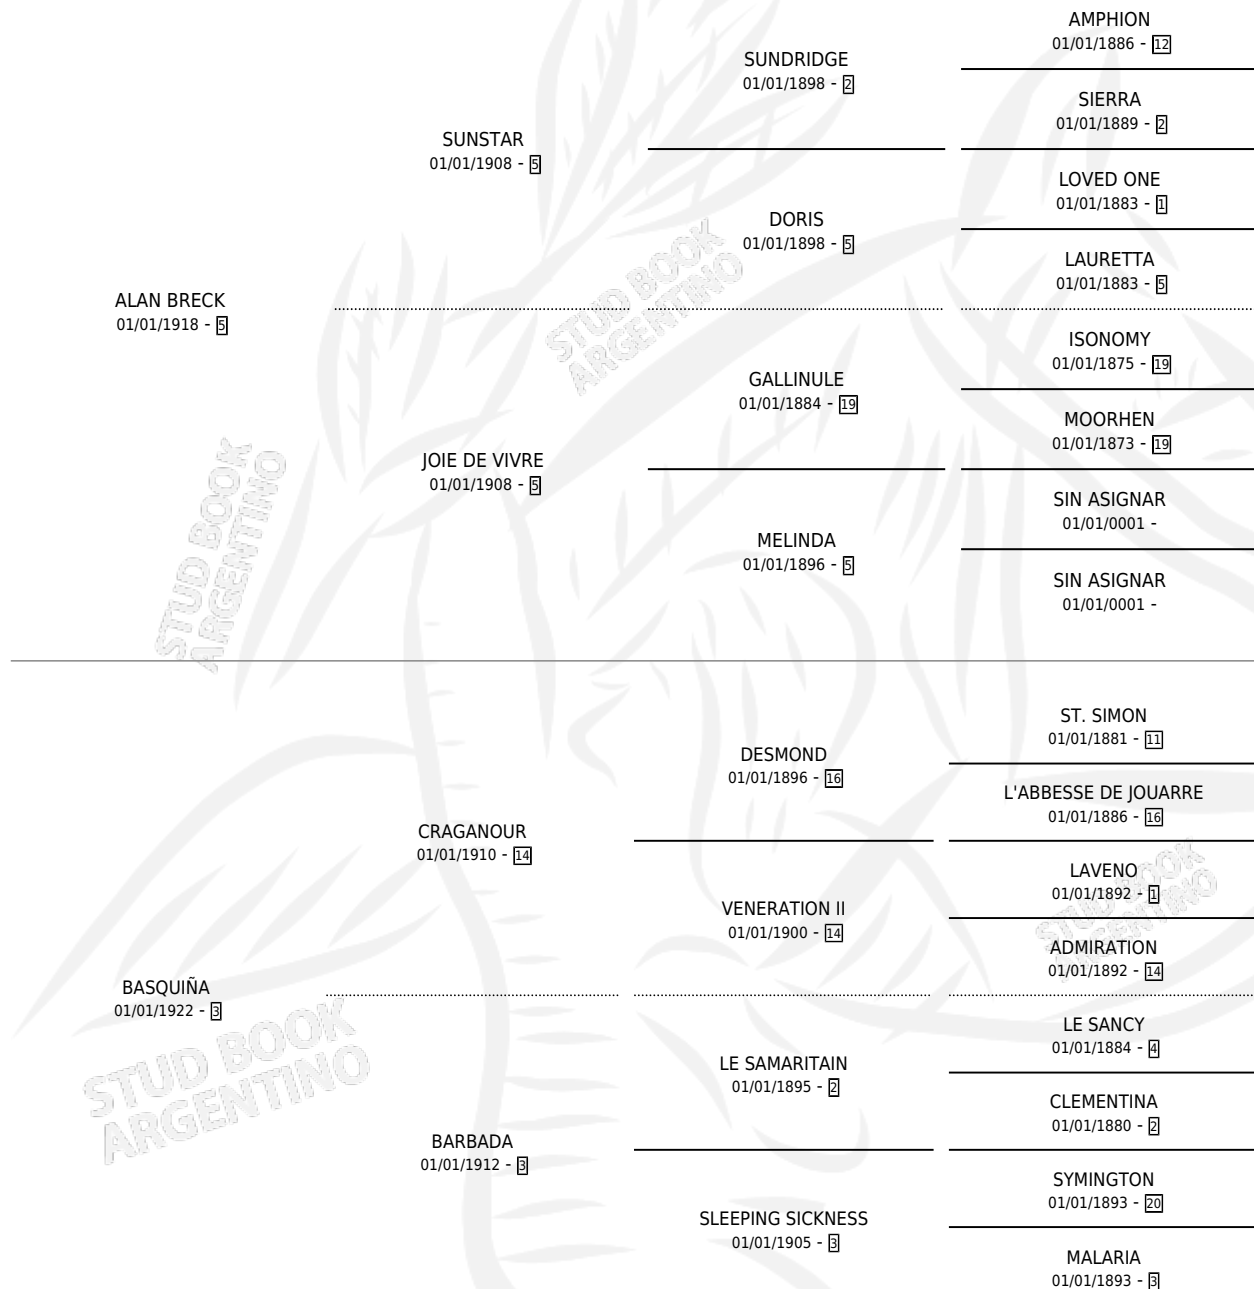 AMPHION
01/01/1886 - 12
SUNDRIDGE
01/01/1898 - 2
SIERRA
01/01/1889 - 2
SUNSTAR
01/01/1908 - 5
LOVED ONE
01/01/1883 - 1
DORIS
01/01/1898 - 5
LAURETTA
01/01/1883 - 5
ALAN BRECK
01/01/1918 - 5
ISONOMY
01/01/1875 - 19
GALLINULE
01/01/1884 - 19
MOORHEN
01/01/1873 - 19
JOIE DE VIVRE
01/01/1908 - 5
SIN ASIGNAR
01/01/0001 -
MELINDA
01/01/1896 - 5
SIN ASIGNAR
01/01/0001 -
ST. SIMON
01/01/1881 - 11
DESMOND
01/01/1896 - 16
L'ABBESSE DE JOUARRE
01/01/1886 - 16
CRAGANOUR
01/01/1910 - 14
LAVENO
01/01/1892 - 1
VENERATION II
01/01/1900 - 14
ADMIRATION
01/01/1892 - 14
BASQUIÑA
01/01/1922 - 3
LE SANCY
01/01/1884 - 4
LE SAMARITAIN
01/01/1895 - 2
CLEMENTINA
01/01/1880 - 2
BARBADA
01/01/1912 - 3
SYMINGTON
01/01/1893 - 20
SLEEPING SICKNESS
01/01/1905 - 3
MALARIA
01/01/1893 - 3
STUD BOOK
ARGENTINO
STUD BOOK
ARGENTINO
STUD BOOK
ARGENTINO
STUD BOOK
ARGENTINO